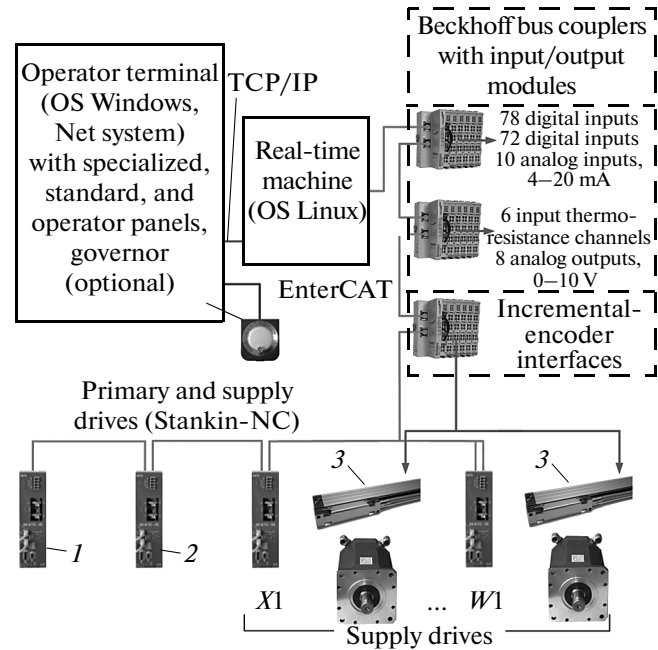 Operator terminal
(OS Windows,
Net system)
with specialized,
standard, and
operator panels,
governor
(optional)
TCP/IP
Real-time
machine
(OS Linux)
EnterCAT
Beckhoff bus couplers
with input/output
modules
78 digital inputs
72 digital inputs
10 analog inputs,
4–20 mA
6 input thermo-
resistance channels
8 analog outputs,
0–10 V
Incremental-
encoder
interfaces
Primary and supply
drives (Stankin-NC)
1
2
3
3
X1
...
W1
Supply drives